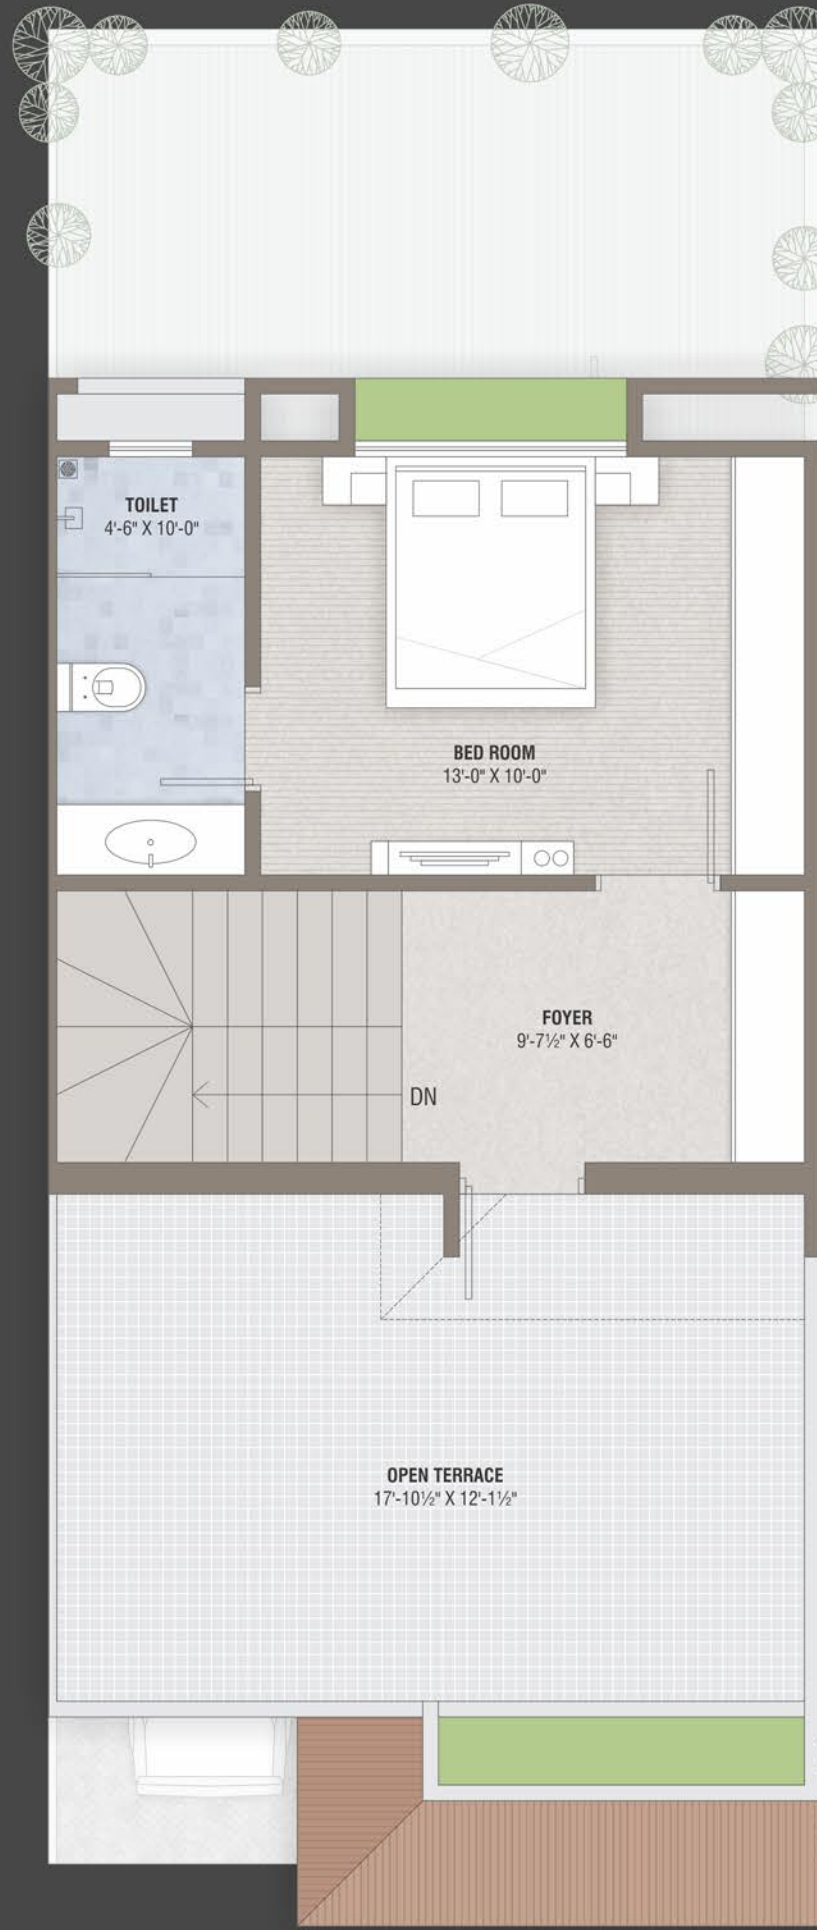 TOILET
4'-6" X 10'-0"
BED ROOM
13'-0" X 10'-0"
FOYER
9'-7½" X 6'-6"
DN
OPEN TERRACE
17'-10½" X 12'-1½"